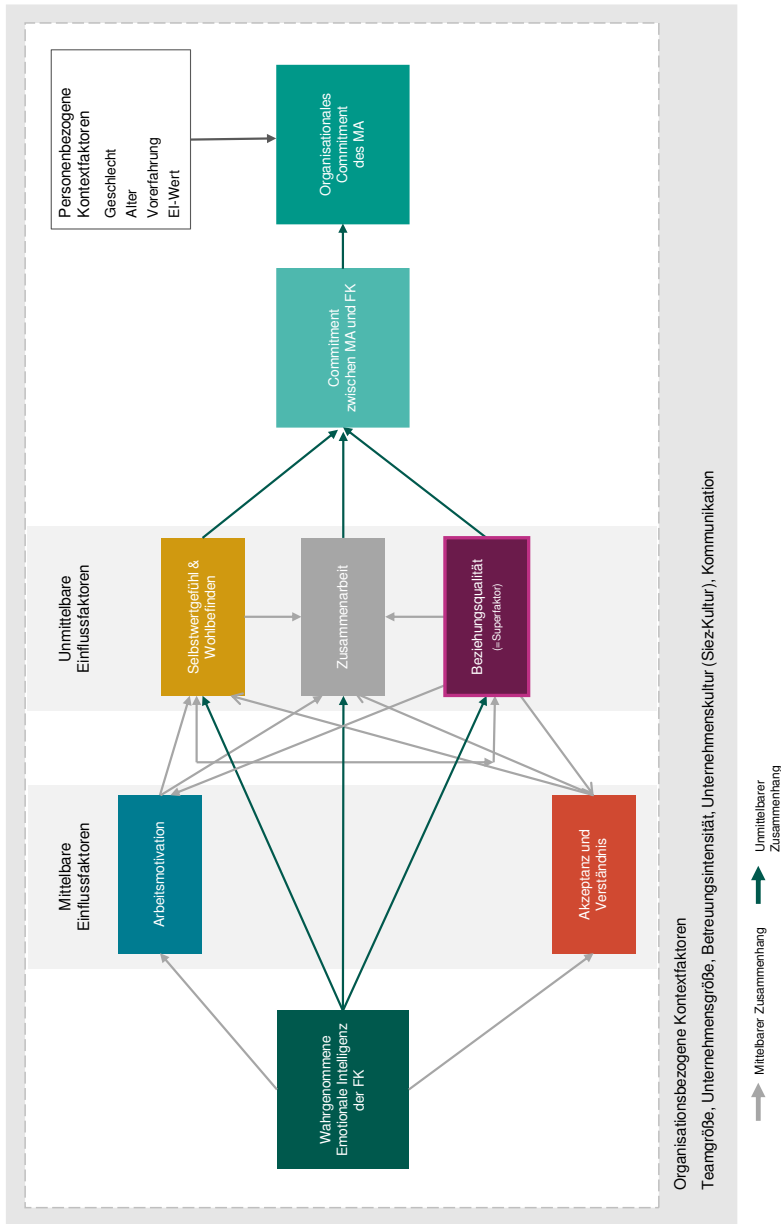 Personenbezogene
Kontextfaktoren
Geschlecht
Alter
Vorerfahrung
EI-Wert
Mittelbare
Einflussfaktoren
Unmittelbare
Einflussfaktoren
Wahrgenommene
Emotionale Intelligenz
der FK
Arbeitsmotivation
Akzeptanz und
Verständnis
Selbstwertgefühl &
Wohlbefinden
Zusammenarbeit
Beziehungsqualität
(=Superfaktor)
Commitment
zwischen MA und FK
Organisationales
Commitment
des MA
Organisationsbezogene Kontextfaktoren
Teamgröße, Unternehmensgröße, Betreuungsintensität, Unternehmenskultur (Siez-Kultur), Kommunikation
Mittelbarer Zusammenhang
Unmittelbarer
Zusammenhang